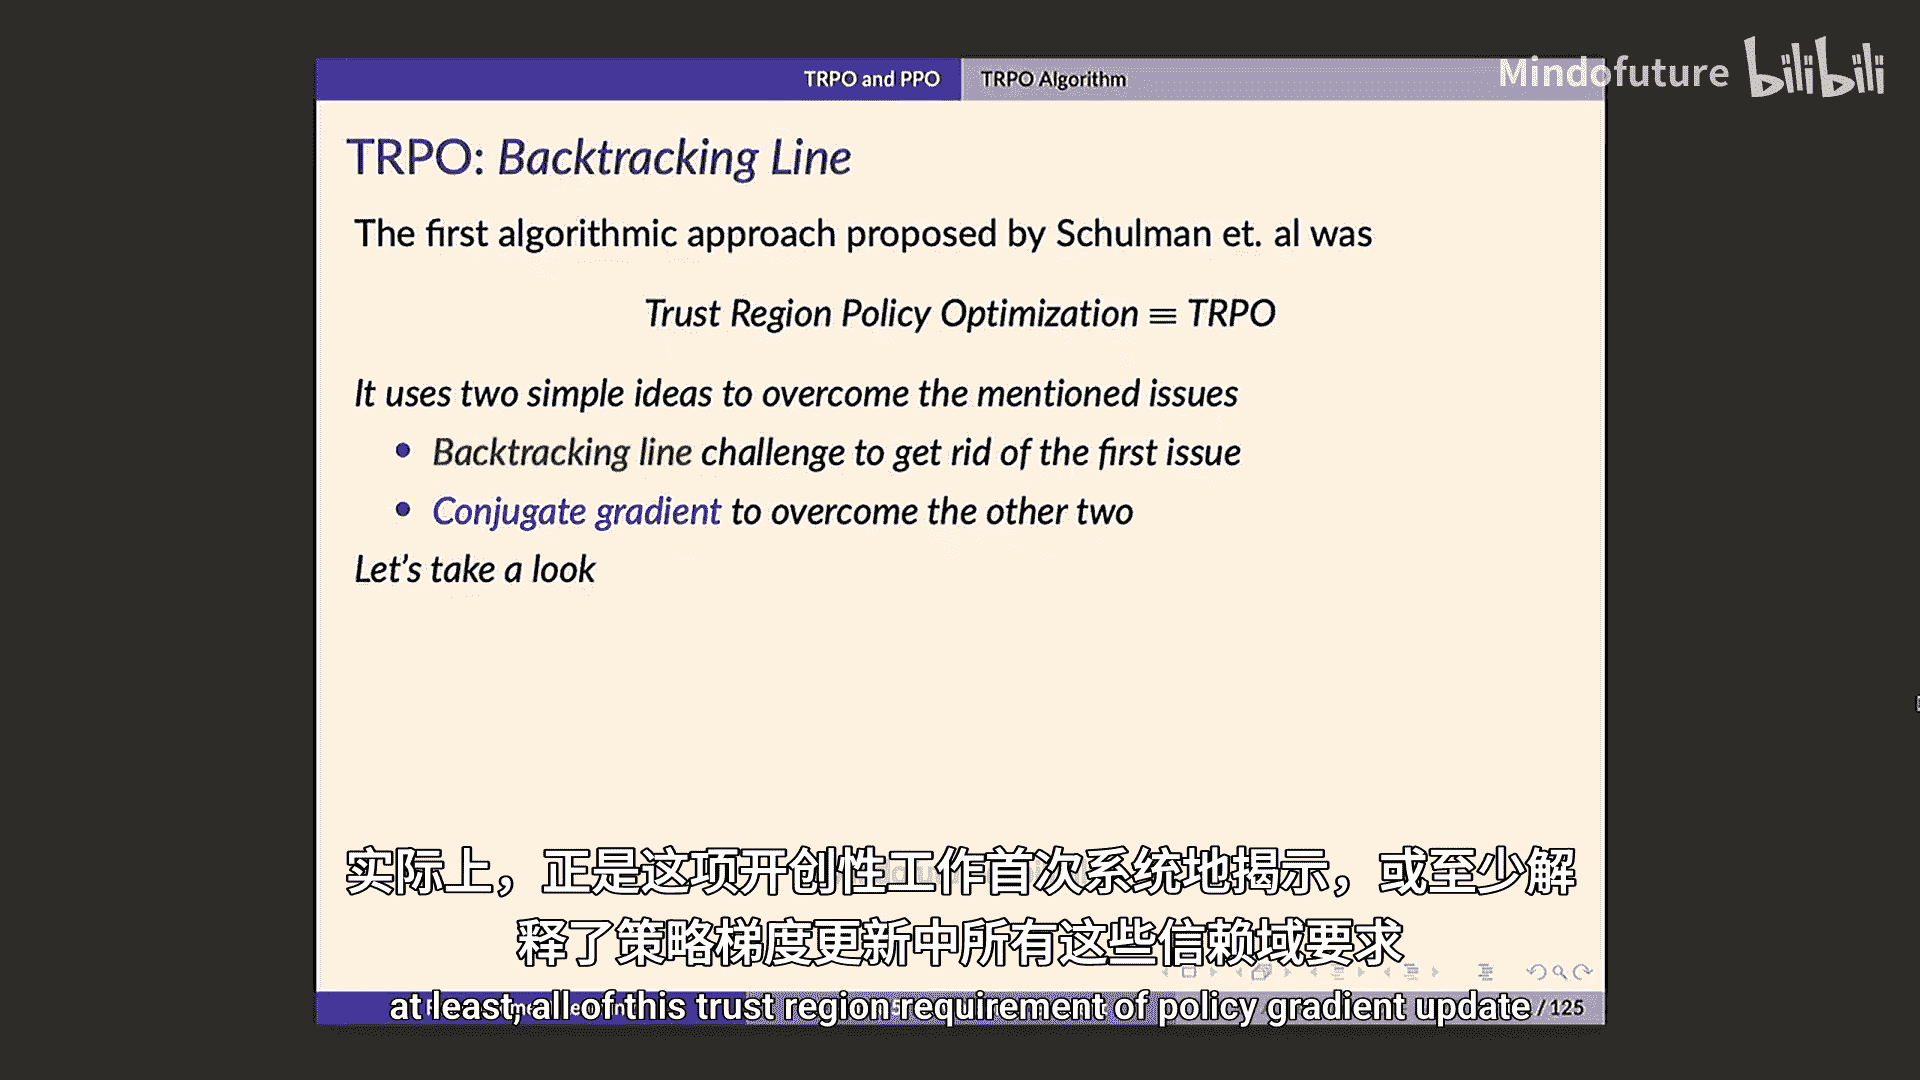 TRPO and PPO
TRPO Algorithm
Mindofuture bilibili
TRPO: Backtracking Line
The first algorithmic approach proposed by Schulman et. al was
Trust Region Policy Optimization ≡ TRPO
It uses two simple ideas to overcome the mentioned issues
• Backtracking line challenge to get rid of the first issue
• Conjugate gradient to overcome the other two
Let's take a look
实际上，正是这项开创性工作首次系统地揭示，或至少解
释了策略梯度更新中所有这些信赖域要求
at least, all of this trust region requirement of policy gradient update
/ 125